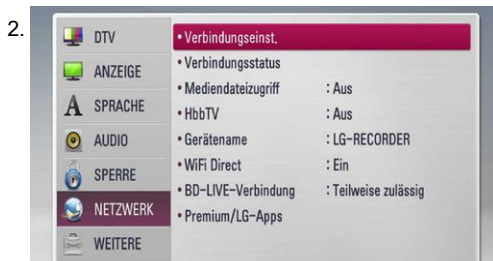 2.
DTV
ANZEIGE
SPRACHE
AUDIO
SPERRE
NETZWERK
WEITERE
• Verbindungseinst.
• Verbindungsstatus
• Mediendateizugriff : Aus
• HbbTV : Aus
• Gerätename : LG-RECORDER
• WiFi Direct : Ein
• BD-LIVE-Verbindung : Teilweise zulässig
• Premium/LG-Apps